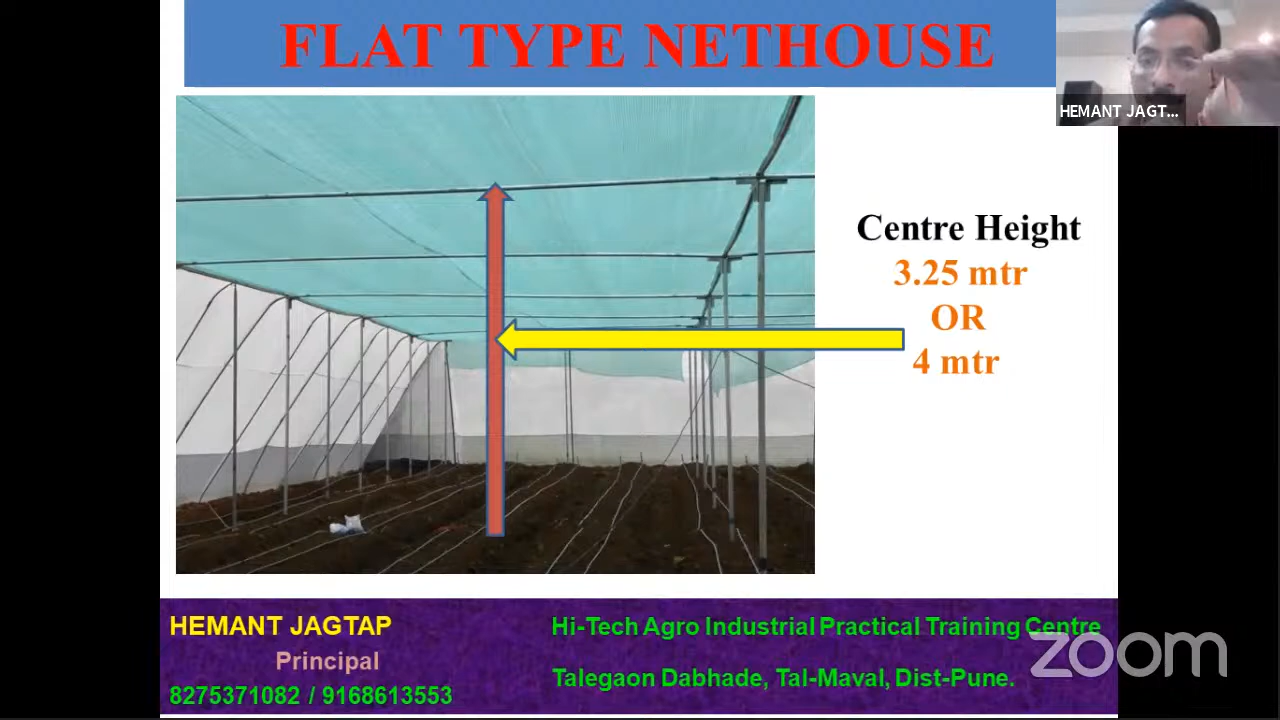 FLAT TYPE NETHOUSE
HEMANT JAGT...
Centre Height
3.25 mtr
OR
4 mtr
HEMANT JAGTAP
Principal
8275371082 / 9168613553
Hi-Tech Agro Industrial Practical Training Centre
Talegaon Dabhade, Tal-Maval, Dist-Pune.
zoom